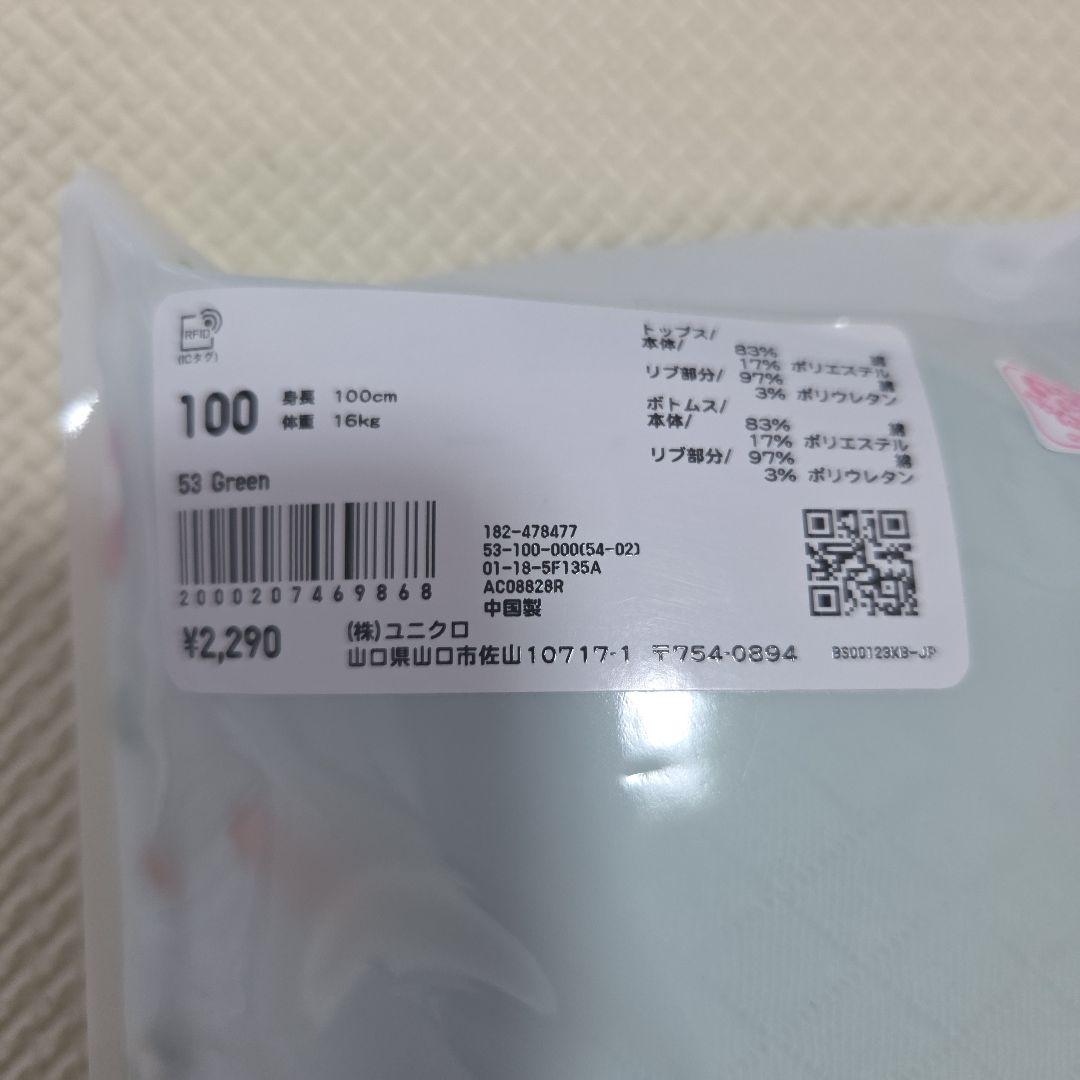 RFID
(ICタグ)
100
身長 100cm
体重 16kg
53 Green
2000207469868
¥2,290
トップス/
本体/ 83% 綿
17% ポリエステル
リブ部分/ 97% 綿
3% ポリウレタン
ボトムス/
本体/ 83% 綿
17% ポリエステル
リブ部分/ 97% 綿
3% ポリウレタン
182-478477
53-100-000(54-02)
01-18-5F135A
AC08828R
中国製
(株)ユニクロ
山口県山口市佐山10717-1 〒754-0894
BS00123KB-JP